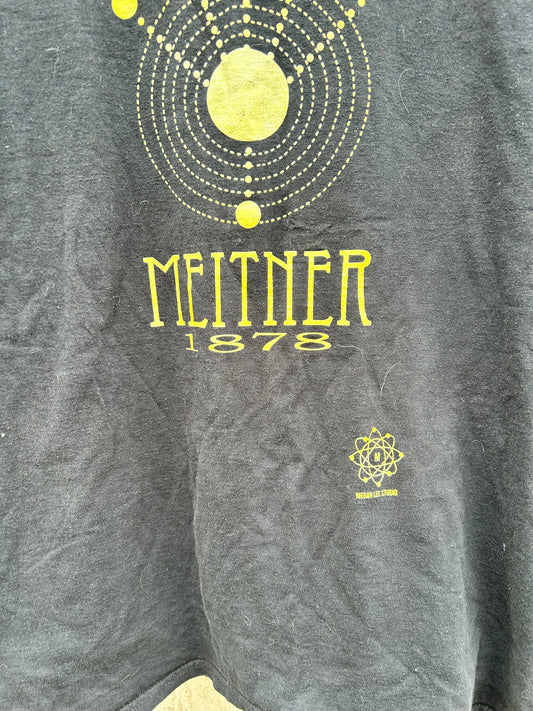 MEITNER
1878
M
MEGAN LEE STUDIO